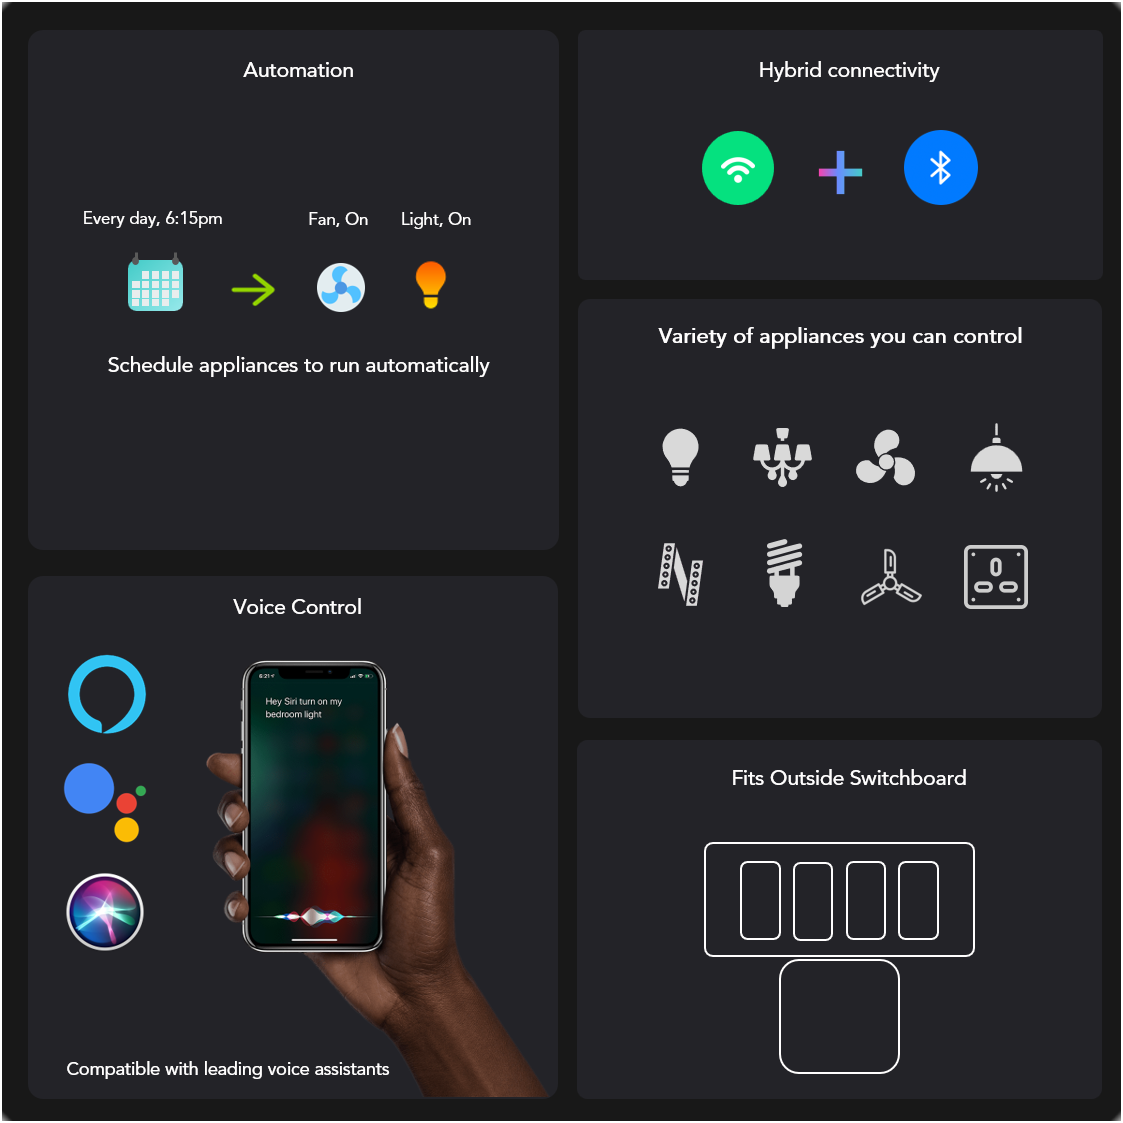 Automation
Every day, 6:15pm
Fan, On
Light, On
Schedule appliances to run automatically
Hybrid connectivity
Variety of appliances you can control
Voice Control
6:21
Hey Siri turn on my
bedroom light
Compatible with leading voice assistants
Fits Outside Switchboard